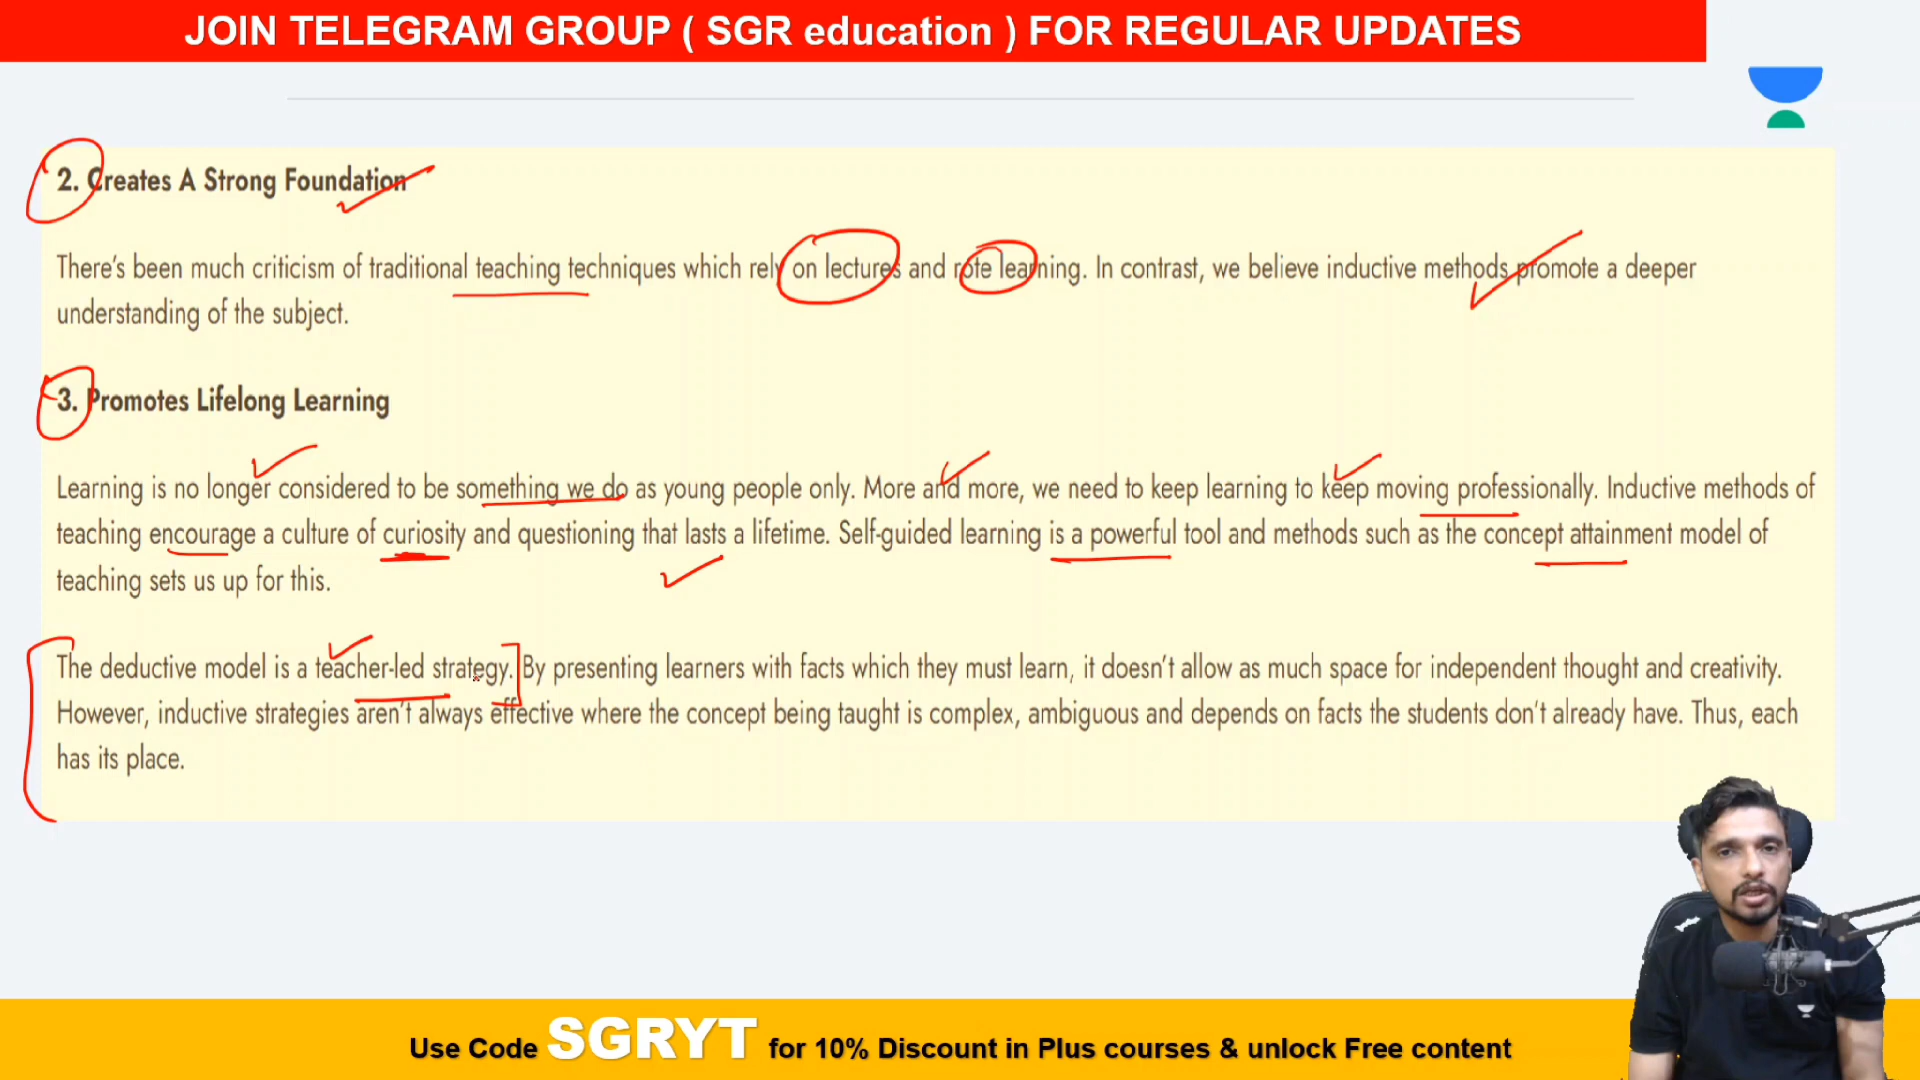 JOIN TELEGRAM GROUP ( SGR education ) FOR REGULAR UPDATES
2. Creates A Strong Foundation
There's been much criticism of traditional teaching techniques which rely on lectures and rote learning. In contrast, we believe inductive methods promote a deeper
understanding of the subject.
3. Promotes Lifelong Learning
Learning is no longer considered to be something we do as young people only. More and more, we need to keep learning to keep moving professionally. Inductive methods of
teaching encourage a culture of curiosity and questioning that lasts a lifetime. Self-guided learning is a powerful tool and methods such as the concept attainment model of
teaching sets us up for this.
The deductive model is a teacher-led strategy. By presenting learners with facts which they must learn, it doesn't allow as much space for independent thought and creativity.
However, inductive strategies aren't always effective where the concept being taught is complex, ambiguous and depends on facts the students don't already have. Thus, each
has its place.
Use Code SGRYT for 10% Discount in Plus courses & unlock Free content